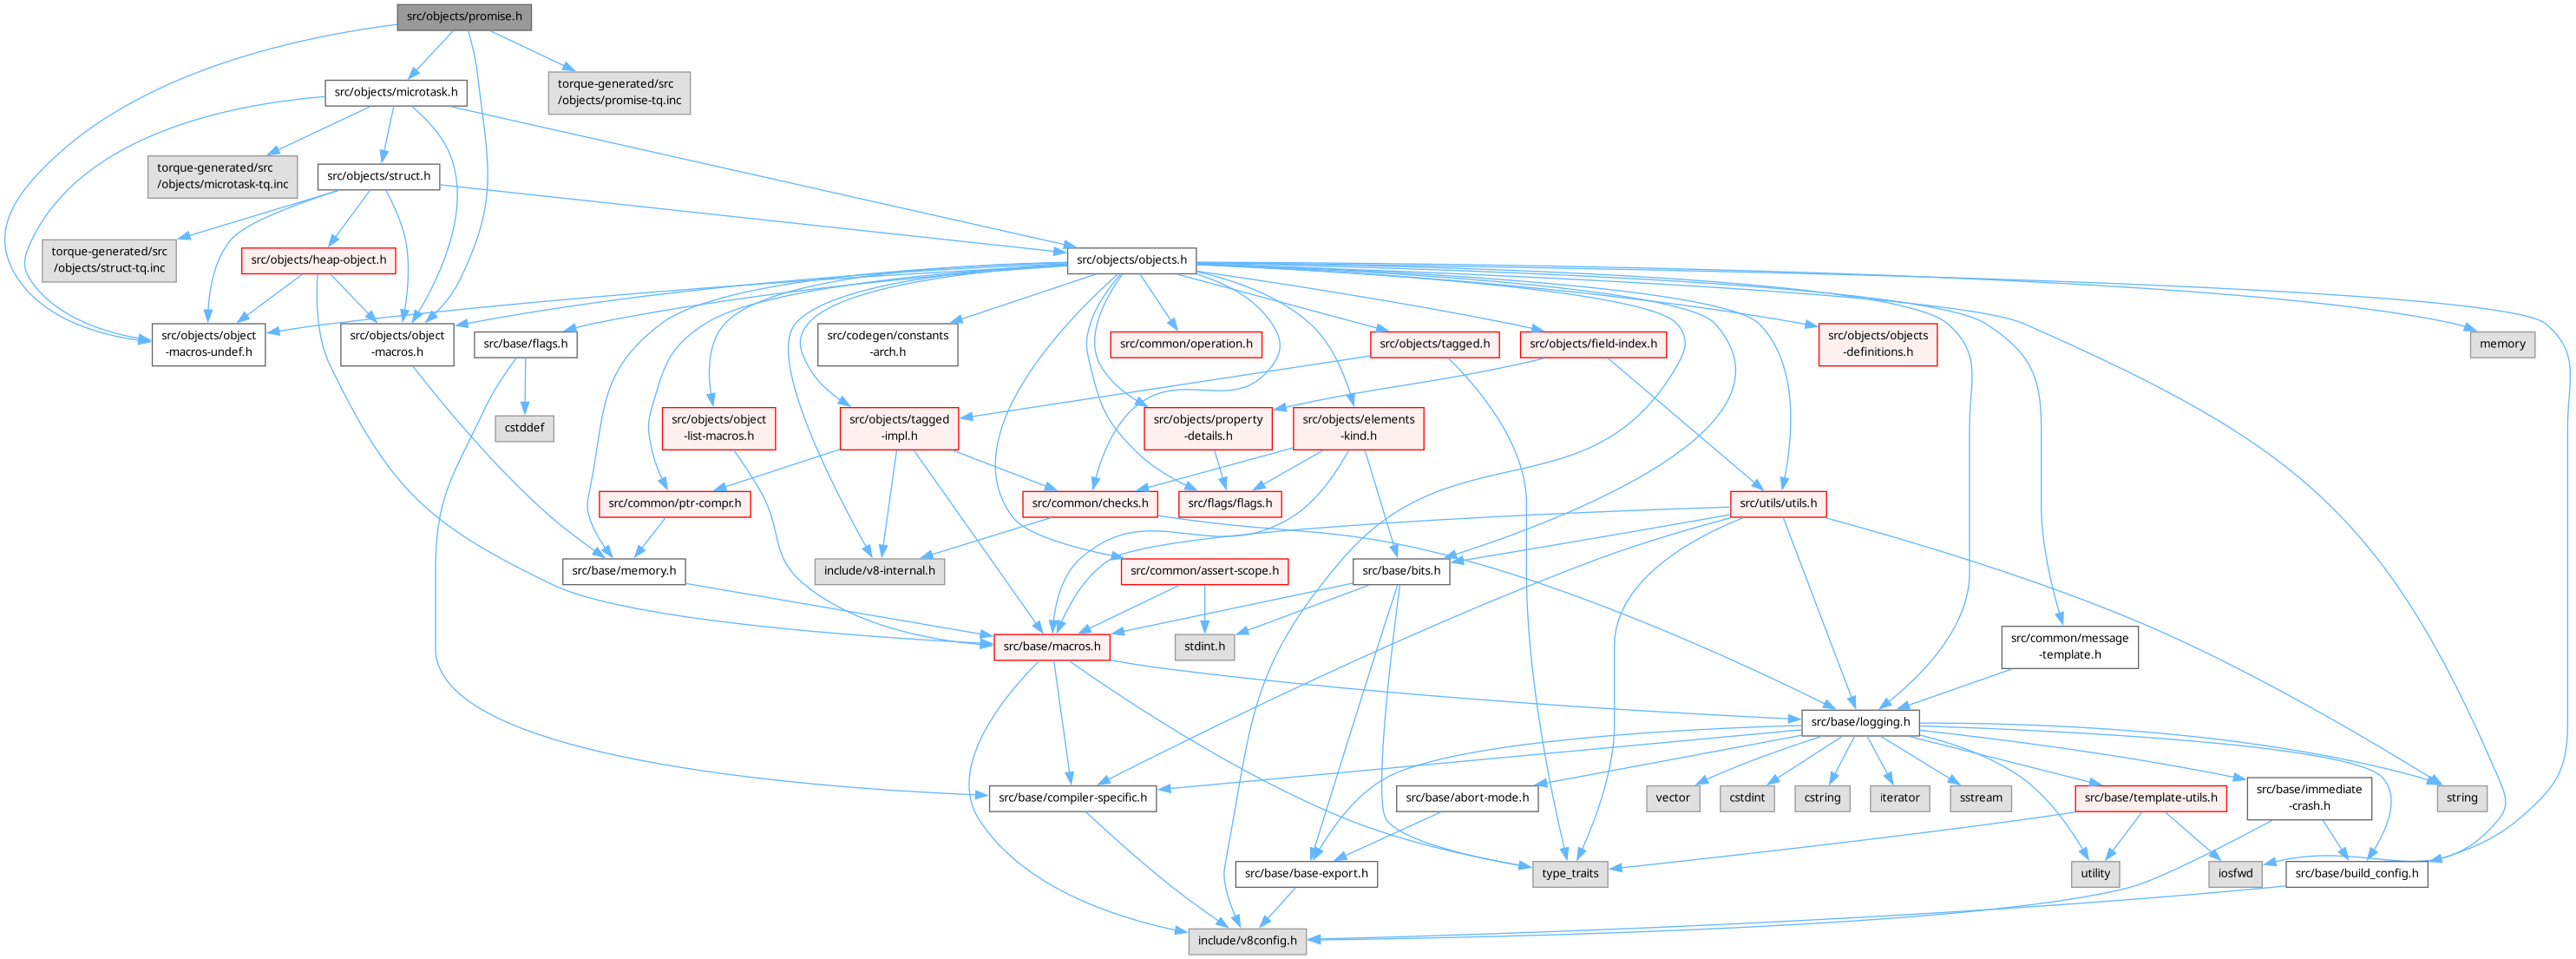 src/objects/promise.h
src/objects/microtask.h
torque-generated/src
/objects/promise-tq.inc
torque-generated/src
/objects/microtask-tq.inc
src/objects/struct.h
torque-generated/src
/objects/struct-tq.inc
src/objects/heap-object.h
src/objects/objects.h
src/objects/object
-macros-undef.h
src/objects/object
-macros.h
src/base/flags.h
src/codegen/constants
-arch.h
src/common/operation.h
src/objects/tagged.h
src/objects/field-index.h
src/objects/objects
-definitions.h
memory
cstddef
src/objects/object
-list-macros.h
src/objects/tagged
-impl.h
src/objects/property
-details.h
src/objects/elements
-kind.h
src/common/ptr-compr.h
src/common/checks.h
src/flags/flags.h
src/utils/utils.h
src/base/memory.h
include/v8-internal.h
src/common/assert-scope.h
src/base/bits.h
src/base/macros.h
stdint.h
src/common/message
-template.h
src/base/logging.h
src/base/compiler-specific.h
src/base/abort-mode.h
vector
cstdint
cstring
iterator
sstream
src/base/template-utils.h
src/base/immediate
-crash.h
string
src/base/base-export.h
type_traits
utility
iosfwd
src/base/build_config.h
include/v8config.h